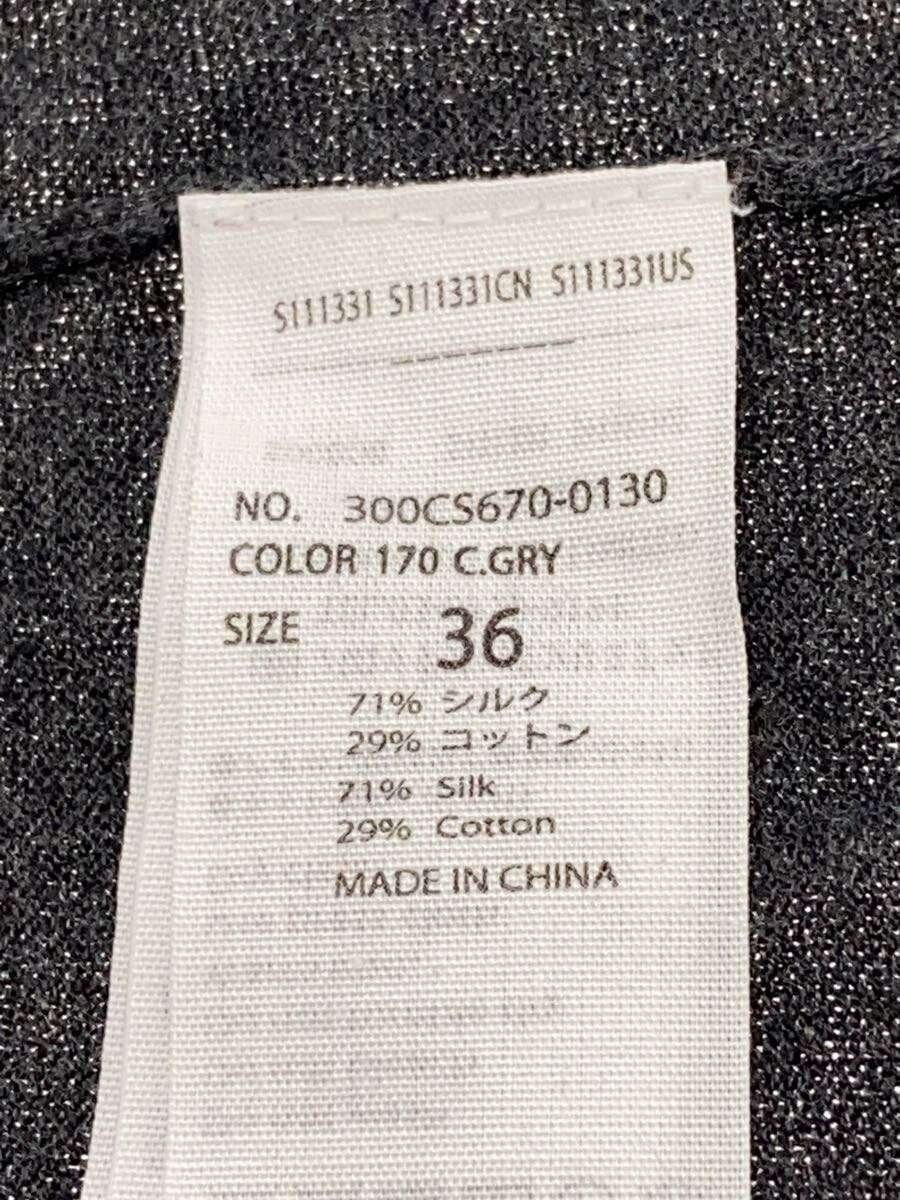 S111331 S111331CN S111331US
NO. 300CS670-0130
COLOR 170 C.GRY
SIZE 36
71% シルク
29% コットン
71% Silk
29% Cotton
MADE IN CHINA